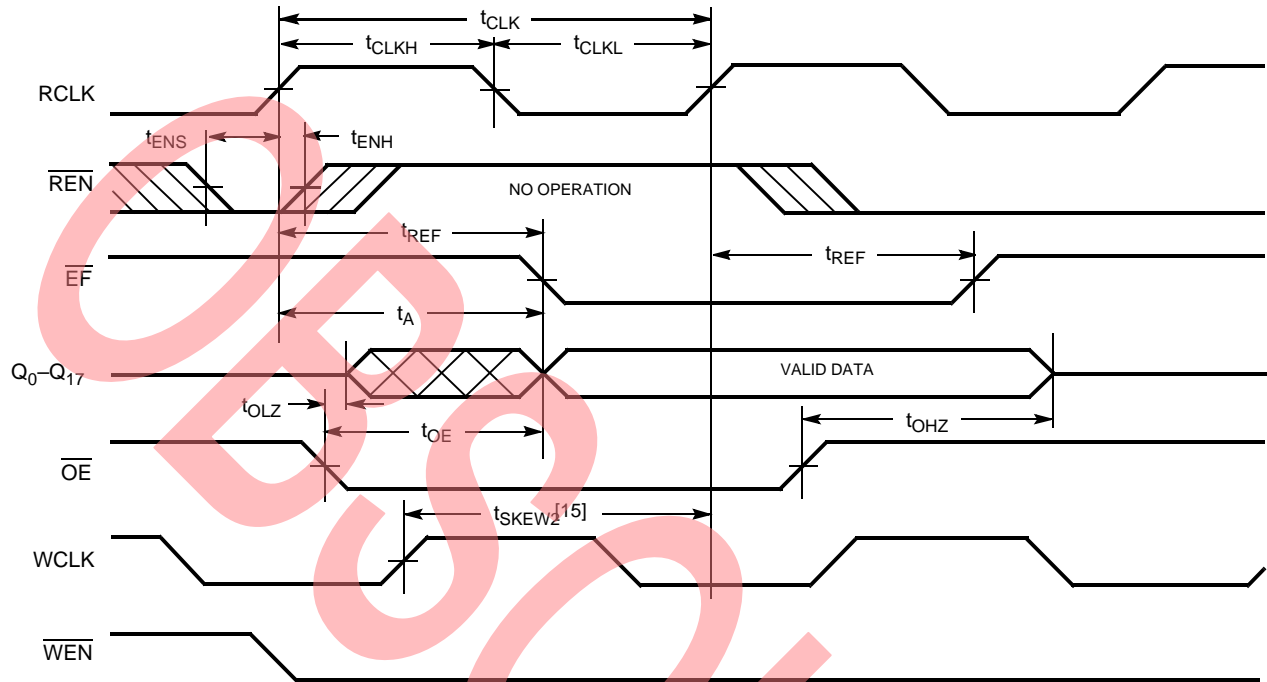 tCLK
tCLKH tCLKL
RCLK
tENS tENH
REN NO OPERATION
tREF tREF
EF
tA
Q0–Q17 VALID DATA
tOLZ tOE tOHZ
OE
tSKEW2[15]
WCLK
WEN